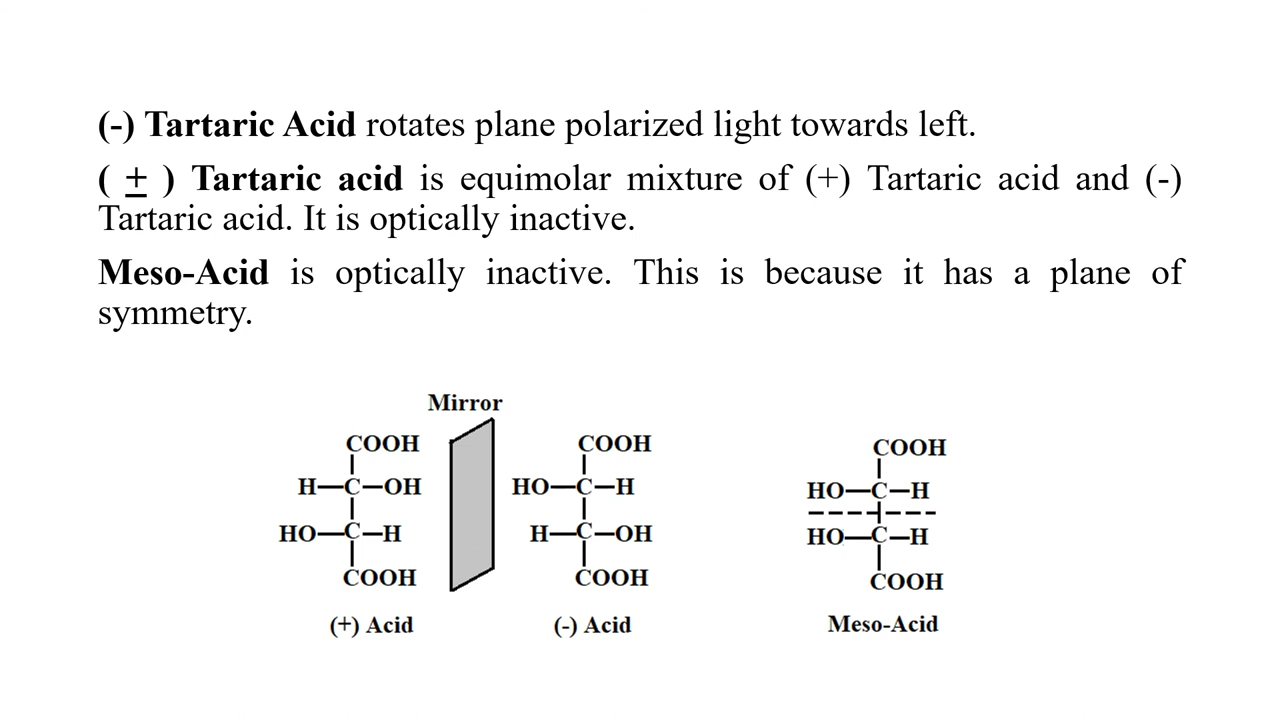 (-) Tartaric Acid rotates plane polarized light towards left.
( ± ) Tartaric acid is equimolar mixture of (+) Tartaric acid and (-)
Tartaric acid. It is optically inactive.
Meso-Acid is optically inactive. This is because it has a plane of
symmetry.
Mirror
COOH
H—C—OH
HO—C—H
COOH
(+) Acid
COOH
HO—C—H
H—C—OH
COOH
(-) Acid
COOH
HO—C—H
HO—C—H
COOH
Meso-Acid